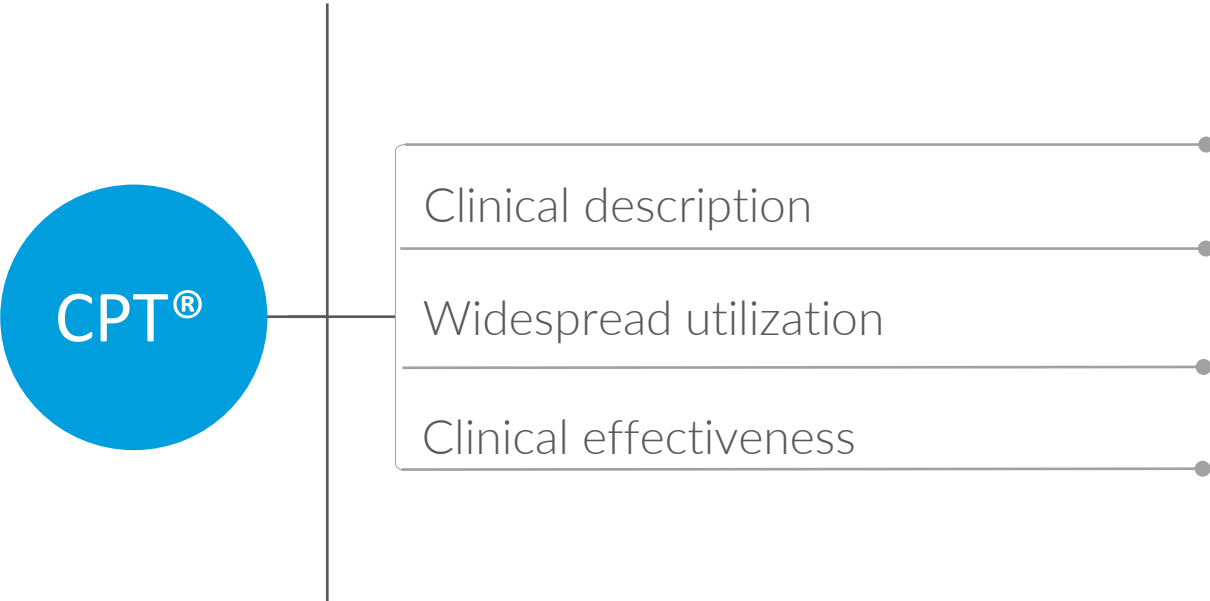 CPT®
Clinical description
Widespread utilization
Clinical effectiveness